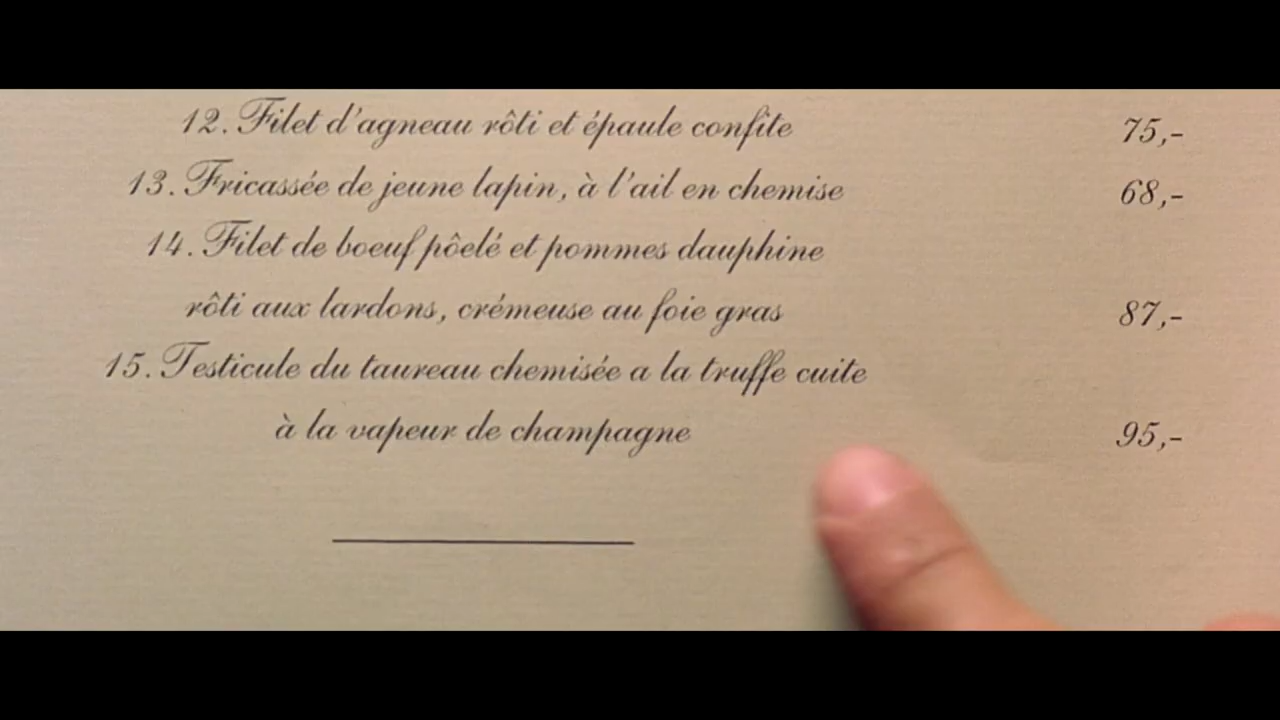 12. Filet d'agneau rôti et épaule confite 75,-
13. Fricassée de jeune lapin, à l'ail en chemise 68,-
14. Filet de boeuf pôelé et pommes dauphine
rôti aux lardons, crémeuse au foie gras 87,-
15. Testicule du taureau chemisée a la truffe cuite
à la vapeur de champagne 95,-